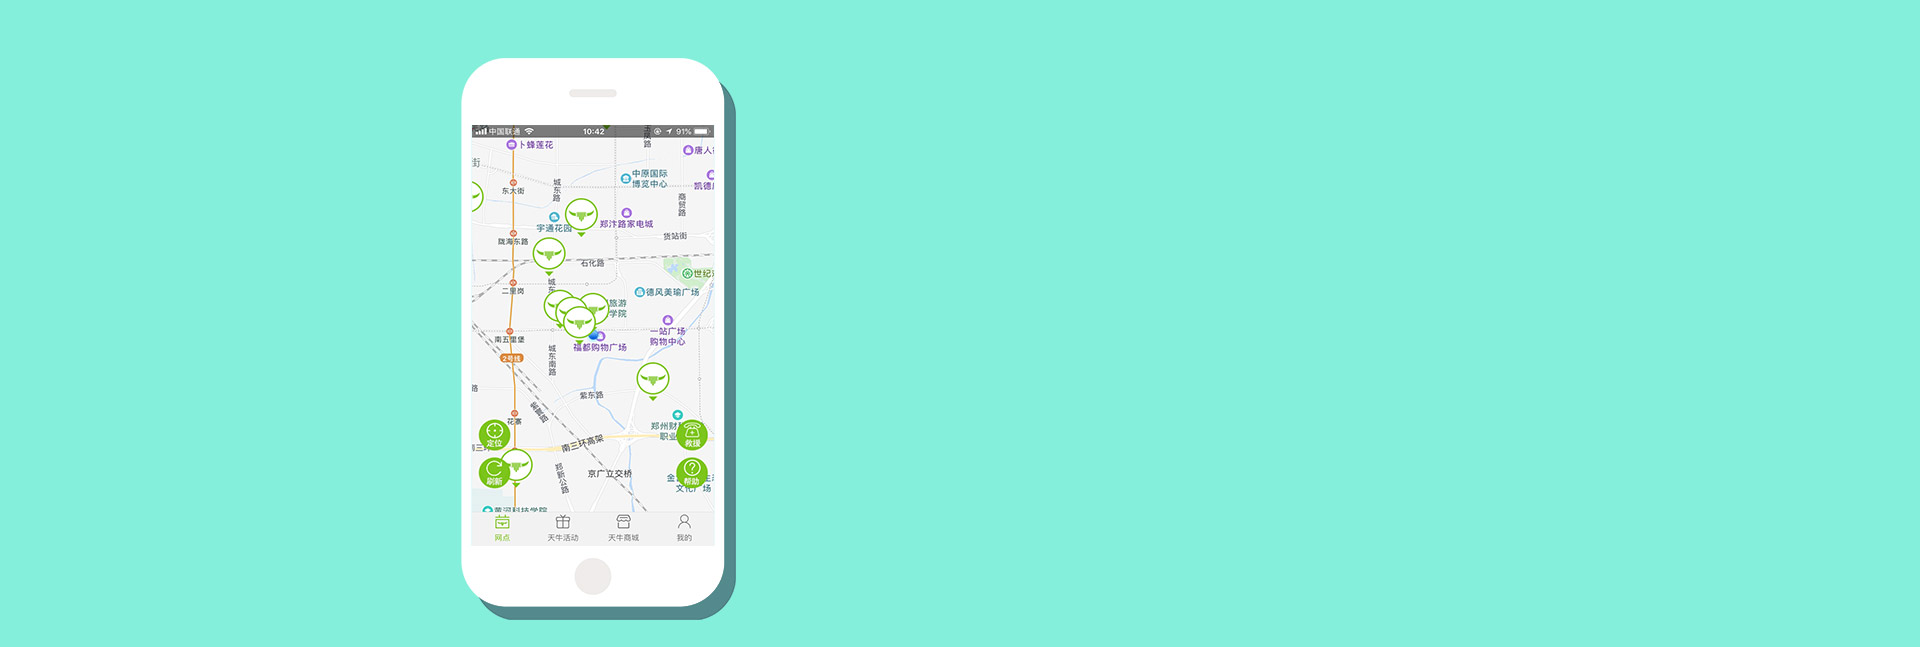 中国联通
10:42
91%
卜蜂莲花
唐人
街
中原国际
博览中心
凯德
东大街
城东路
商贸路
宇通花园
郑汴路家电城
货站街
陇海东路
石化路
世纪
二里岗
城东
德风美瑜广场
旅游
学院
一站广场
购物中心
南五里堡
福都购物广场
2号线
城东南路
路
紫东路
花寨
郑州财
职业
定位
救援
南三环高架
南三环
京广立交桥
郑新公路
刷新
帮助
文化广场
黄河科技学院
网点
天牛活动
天牛商城
我的